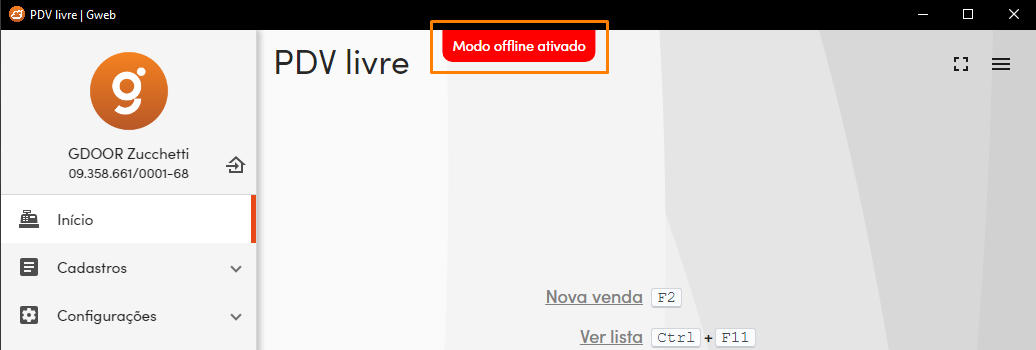 PDV livre | Gweb
Modo offline ativado
PDV livre
g
GDOOR Zucchetti
09.358.661/0001-68
Início
Cadastros
Configurações
Nova venda F2
Ver lista Ctrl + F11